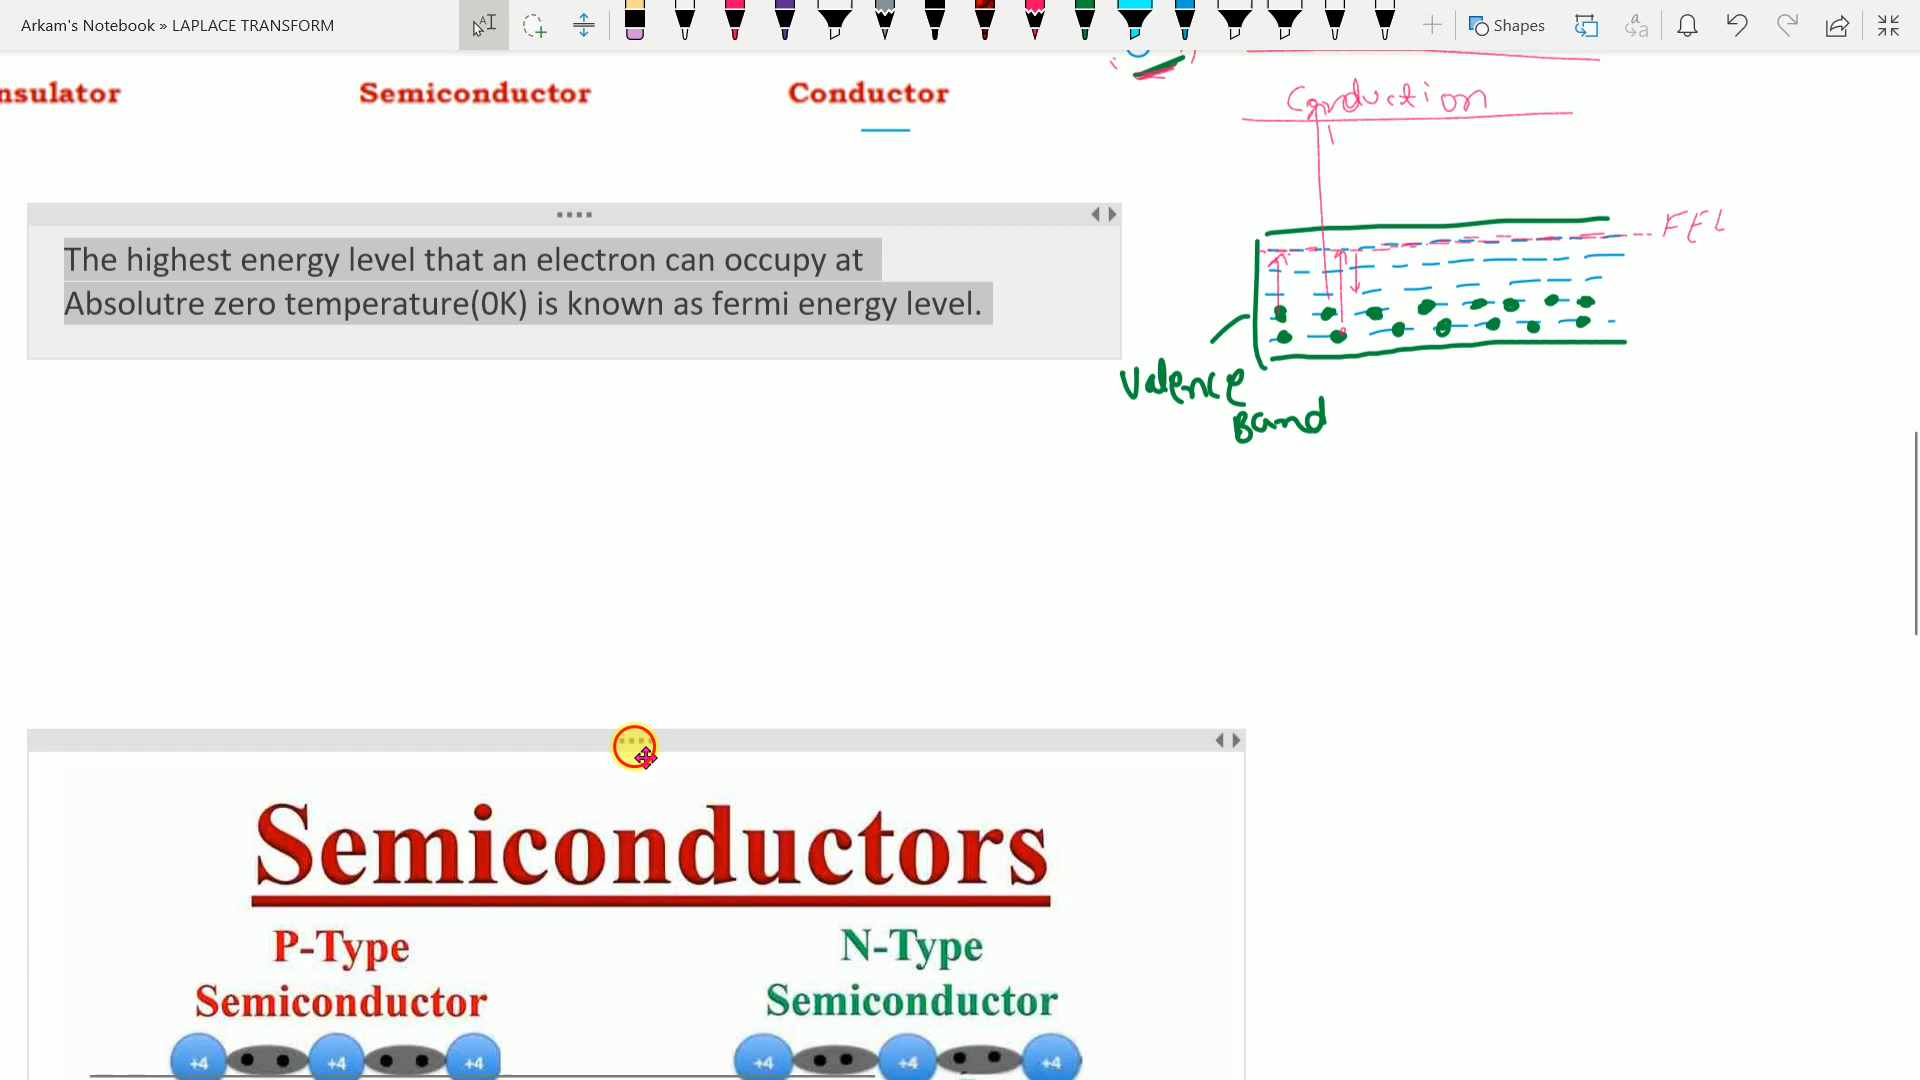 Arkam's Notebook » LAPLACE TRANSFORM
Shapes
nsulator
Semiconductor
Conductor
Conduction
The highest energy level that an electron can occupy at
Absolutre zero temperature(0K) is known as fermi energy level.
FEL
Valence
Band
Semiconductors
P-Type
Semiconductor
N-Type
Semiconductor
+4 +4 +4
+4 +4 +4